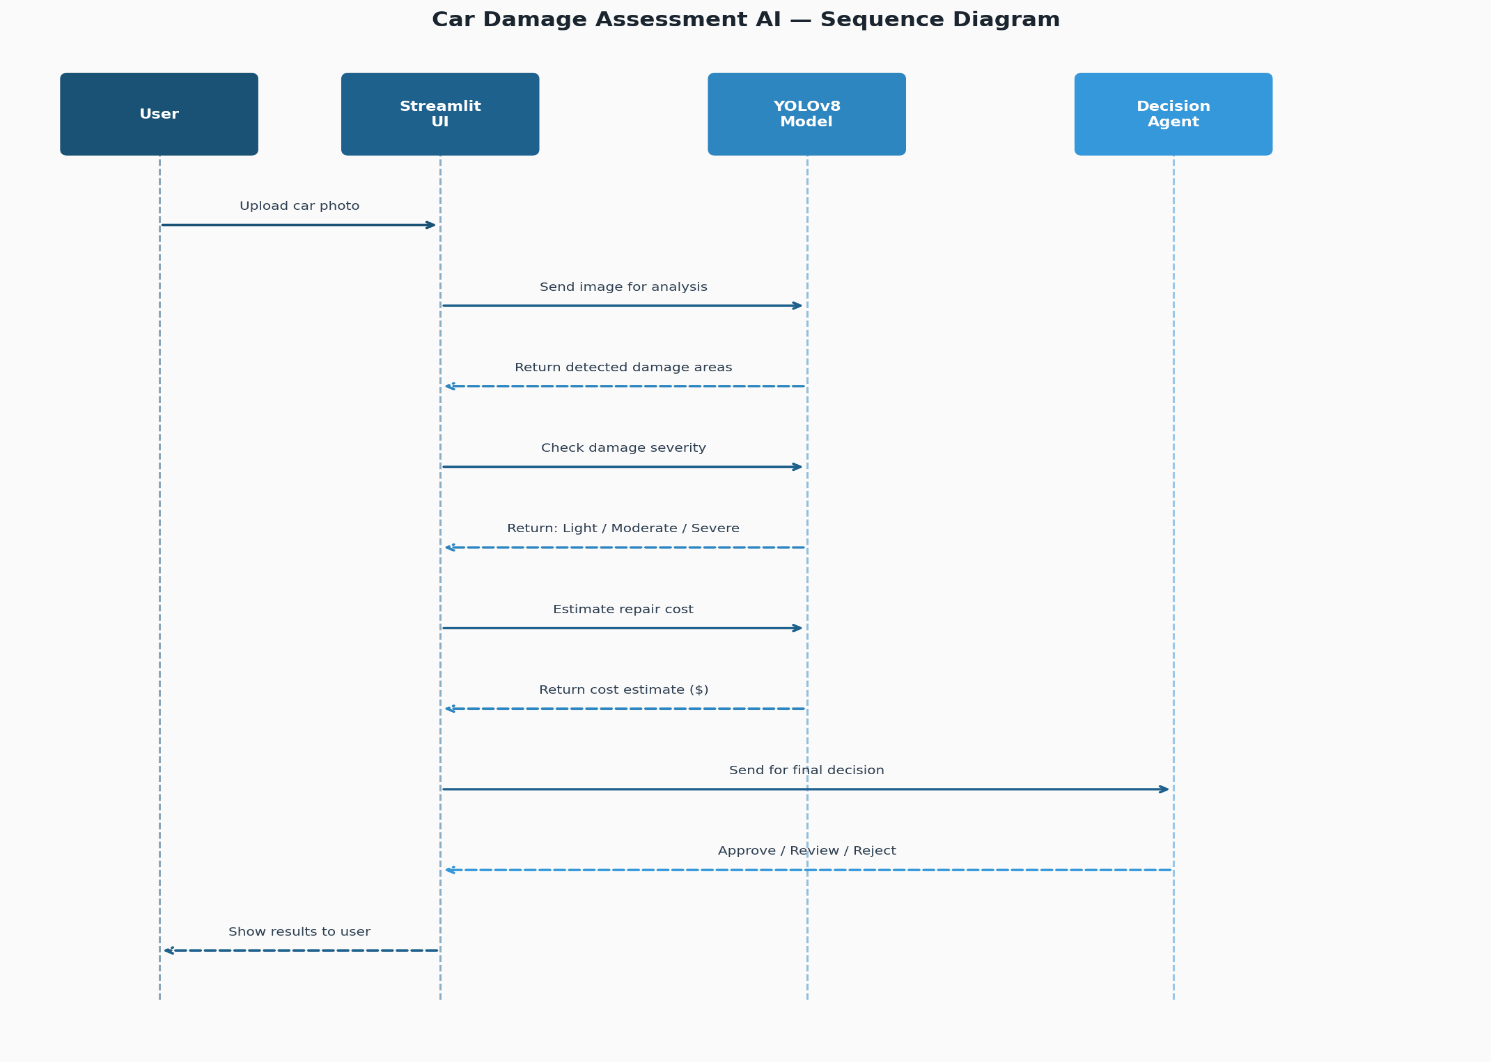 Car Damage Assessment AI — Sequence Diagram
User
Streamlit
UI
YOLOv8
Model
Decision
Agent
Upload car photo
Send image for analysis
Return detected damage areas
Check damage severity
Return: Light / Moderate / Severe
Estimate repair cost
Return cost estimate ($)
Send for final decision
Approve / Review / Reject
Show results to user